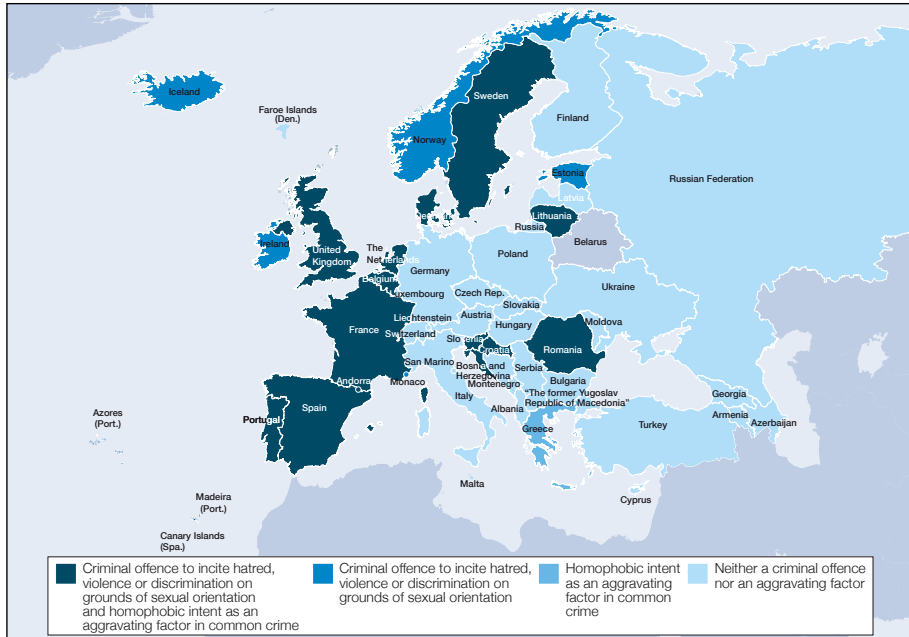 Iceland
Faroe Islands
(Den.)
Sweden
Finland
Norway
Russian Federation
Estonia
Latvia
Denmark
Lithuania
Russia
Belarus
Ireland
United
Kingdom
The
Netherlands
Poland
Germany
Belgium
Ukraine
Luxembourg
Czech Rep.
Slovakia
Liechtenstein
Austria
Moldova
France
Hungary
Switzerland
Slovenia
Croatia
Romania
San Marino
Bosnia and
Herzegovina
Serbia
Andorra
Monaco
Montenegro
Bulgaria
Italy
"The former Yugoslav
Republic of Macedonia"
Georgia
Spain
Albania
Armenia
Azores
(Port.)
Portugal
Greece
Turkey
Azerbaijan
Malta
Cyprus
Madeira
(Port.)
Canary Islands
(Spa.)
Criminal offence to incite hatred,
violence or discrimination on
grounds of sexual orientation
and homophobic intent as an
aggravating factor in common crime
Criminal offence to incite hatred,
violence or discrimination on
grounds of sexual orientation
Homophobic intent
as an aggravating
factor in common
crime
Neither a criminal offence
nor an aggravating factor